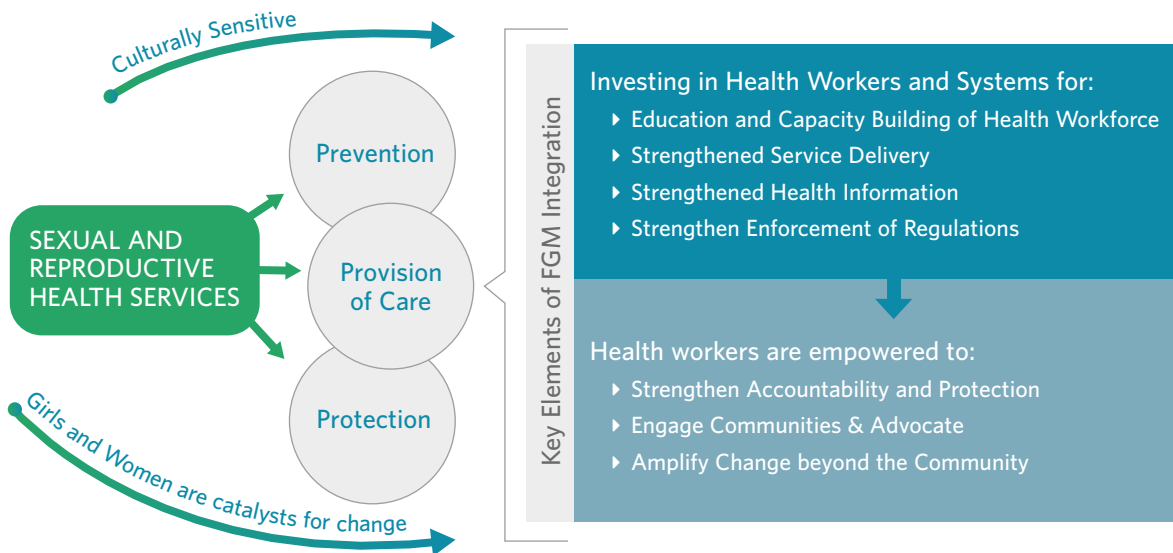 Culturally Sensitive
SEXUAL AND
REPRODUCTIVE
HEALTH SERVICES
Prevention
Provision
of Care
Protection
Girls and Women are catalysts for change
Key Elements of FGM Integration
Investing in Health Workers and Systems for:
Education and Capacity Building of Health Workforce
Strengthened Service Delivery
Strengthened Health Information
Strengthen Enforcement of Regulations
Health workers are empowered to:
Strengthen Accountability and Protection
Engage Communities & Advocate
Amplify Change beyond the Community